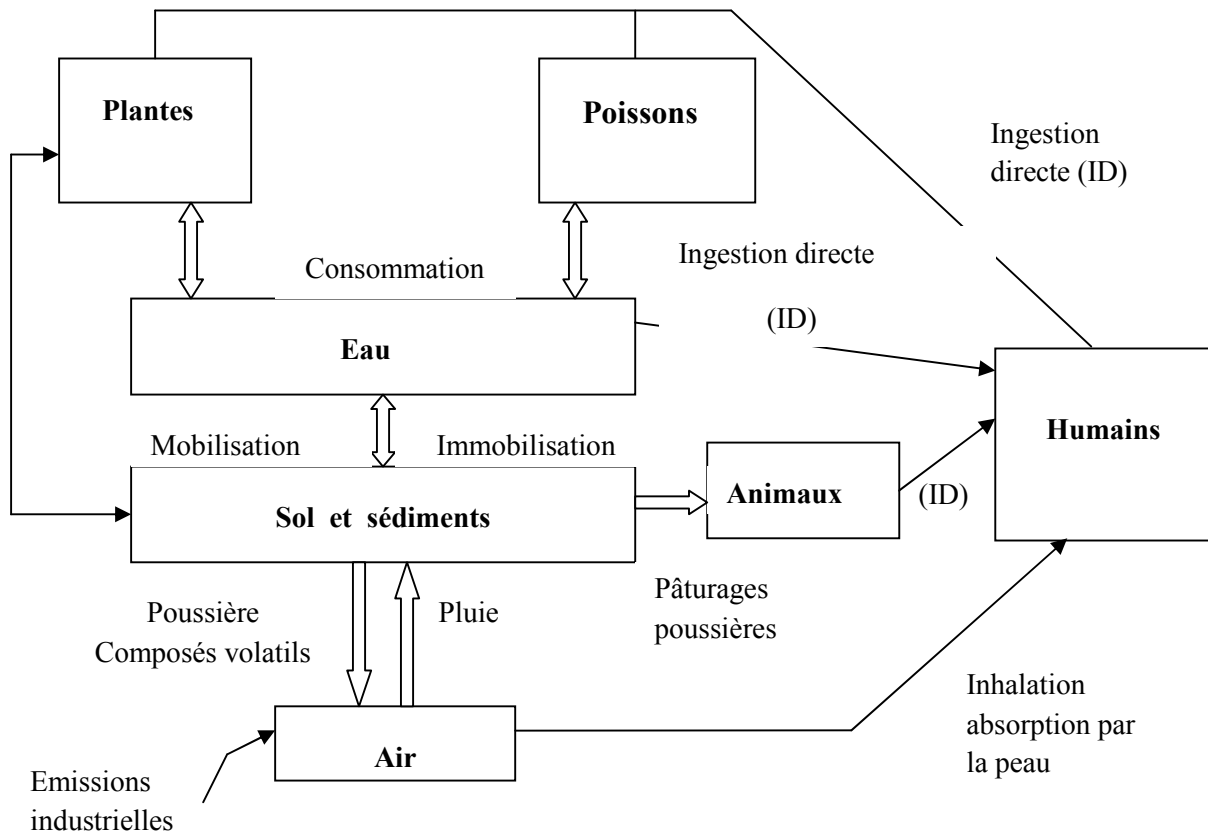 Plantes
Poissons
Ingestion
directe (ID)
Consommation
Ingestion directe
(ID)
Eau
Humains
Mobilisation
Immobilisation
Sol et sédiments
Animaux
(ID)
Poussière
Composés volatils
Pluie
Pâturages
poussières
Air
Inhalation
absorption par
la peau
Emissions
industrielles